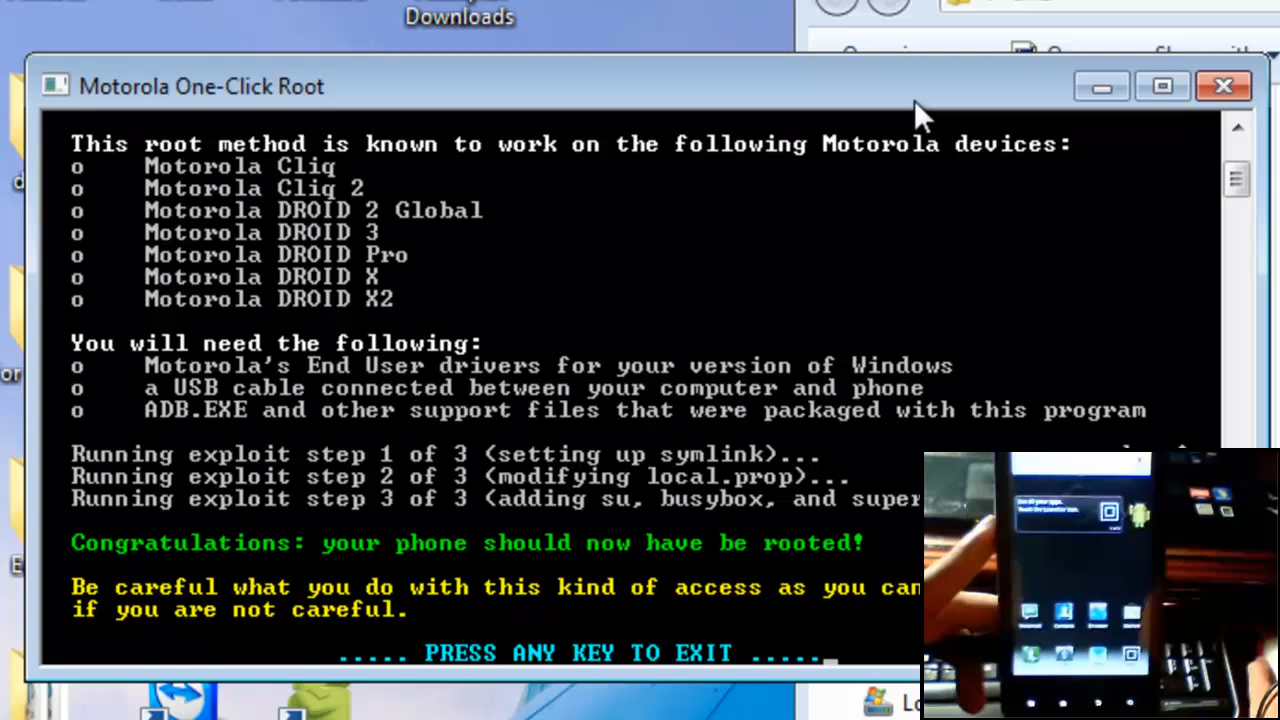 Downloads
Motorola One-Click Root
This root method is known to work on the following Motorola devices:
o Motorola Cliq
o Motorola Cliq 2
o Motorola DROID 2 Global
o Motorola DROID 3
o Motorola DROID Pro
o Motorola DROID X
o Motorola DROID X2
You will need the following:
o Motorola's End User drivers for your version of Windows
o a USB cable connected between your computer and phone
o ADB.EXE and other support files that were packaged with this program
Running exploit step 1 of 3 (setting up symlink)...
Running exploit step 2 of 3 (modifying local.prop)...
Running exploit step 3 of 3 (adding su, busybox, and super
Congratulations: your phone should now have be rooted!
Be careful what you do with this kind of access as you can
if you are not careful.
..... PRESS ANY KEY TO EXIT ....._